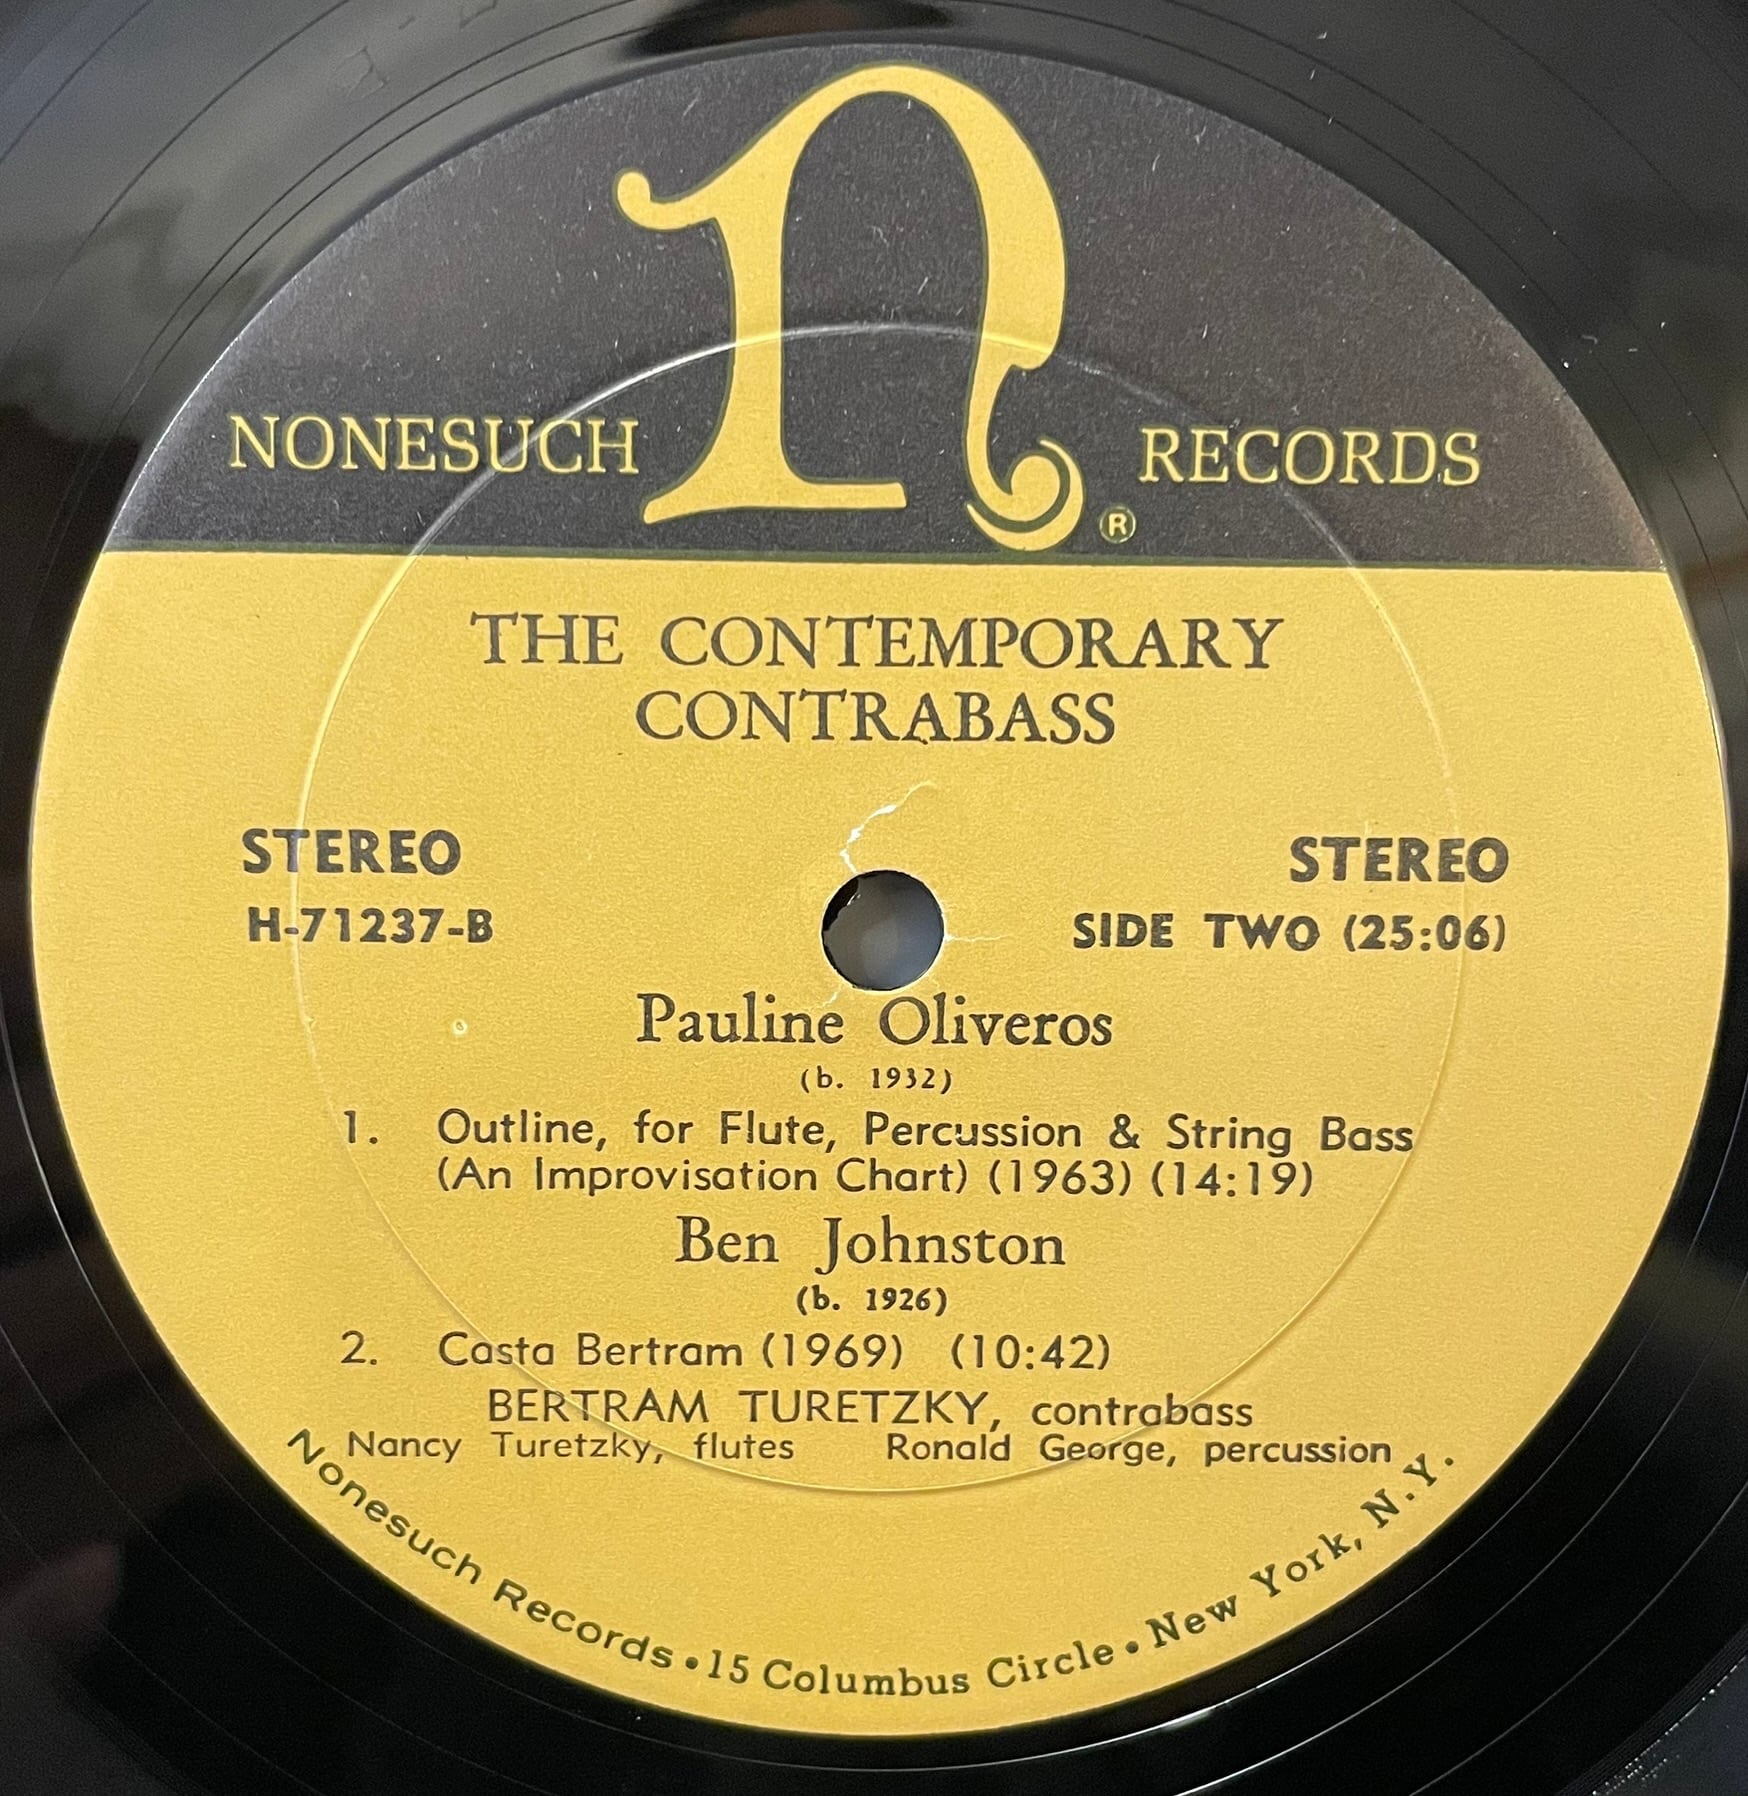 n
NONESUCH RECORDS
®
THE CONTEMPORARY
CONTRABASS
STEREO STEREO
H-71237-B SIDE TWO (25:06)
Pauline Oliveros
(b. 1932)
1. Outline, for Flute, Percussion & String Bass
(An Improvisation Chart) (1963) (14:19)
Ben Johnston
(b. 1926)
2. Casta Bertram (1969) (10:42)
BERTRAM TURETZKY, contrabass
Nancy Turetzky, flutes Ronald George, percussion
Nonesuch Records • 15 Columbus Circle • New York, N.Y.